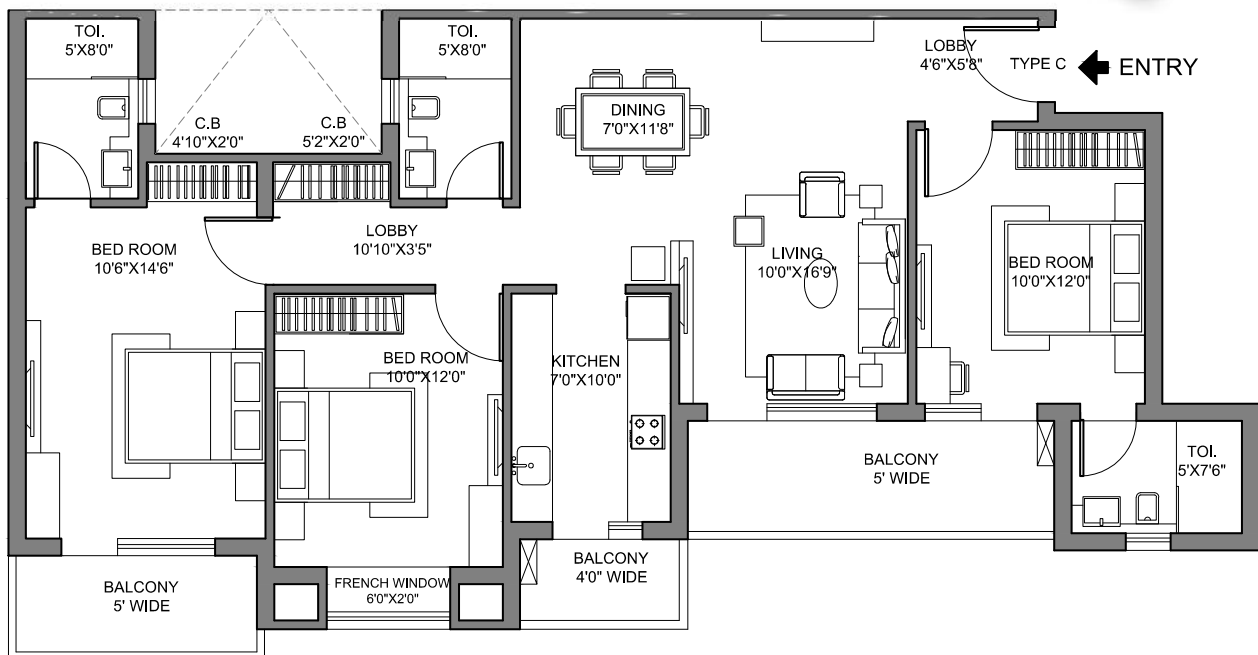 TOI.
5'X8'0"
TOI.
5'X8'0"
LOBBY
4'6"X5'8"
TYPE C
ENTRY
C.B
4'10"X2'0"
C.B
5'2"X2'0"
DINING
7'0"X11'8"
BED ROOM
10'6"X14'6"
LOBBY
10'10"X3'5"
LIVING
10'0"X16'9"
BED ROOM
10'0"X12'0"
BED ROOM
10'0"X12'0"
KITCHEN
7'0"X10'0"
BALCONY
5' WIDE
TOI.
5'X7'6"
BALCONY
5' WIDE
FRENCH WINDOW
6'0"X2'0"
BALCONY
4'0" WIDE